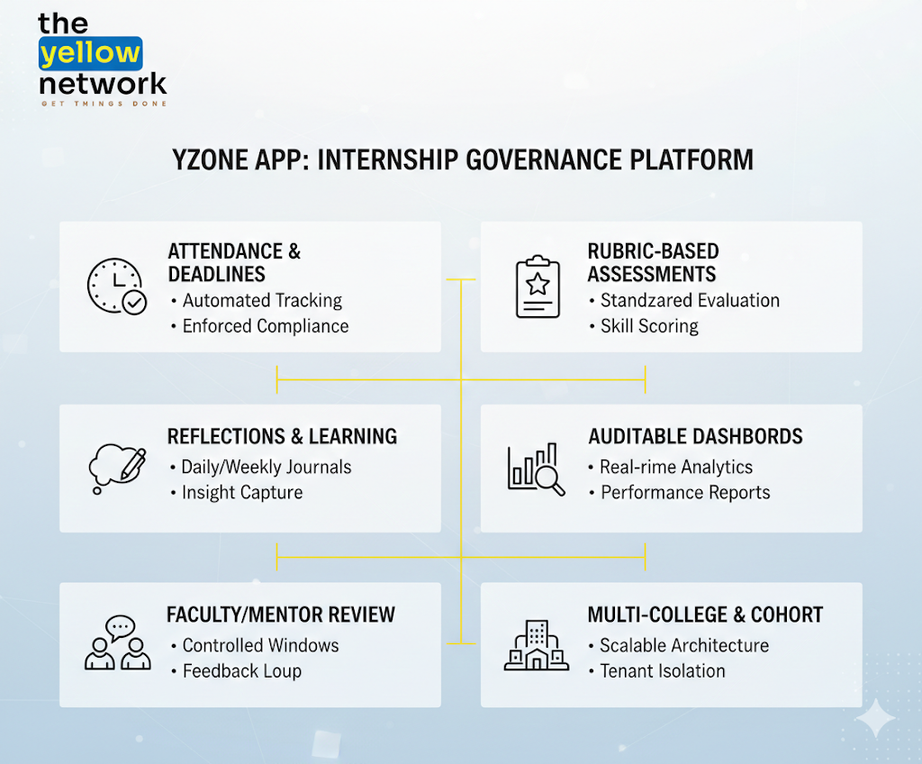 the
yellow
network
GET THINGS DONE
YZONE APP: INTERNSHIP GOVERNANCE PLATFORM
ATTENDANCE &
DEADLINES
• Automated Tracking
• Enforced Compliance
RUBRIC-BASED
ASSESSMENTS
• Standzared Evaluation
• Skill Scoring
REFLECTIONS & LEARNING
• Daily/Weekly Journals
• Insight Capture
AUDITABLE DASHBORDS
• Real-rime Analytics
• Performance Reports
FACULTY/MENTOR REVIEW
• Controlled Windows
• Feedback Loup
MULTI-COLLEGE & COHORT
• Scalable Architecture
• Tenant Isolation